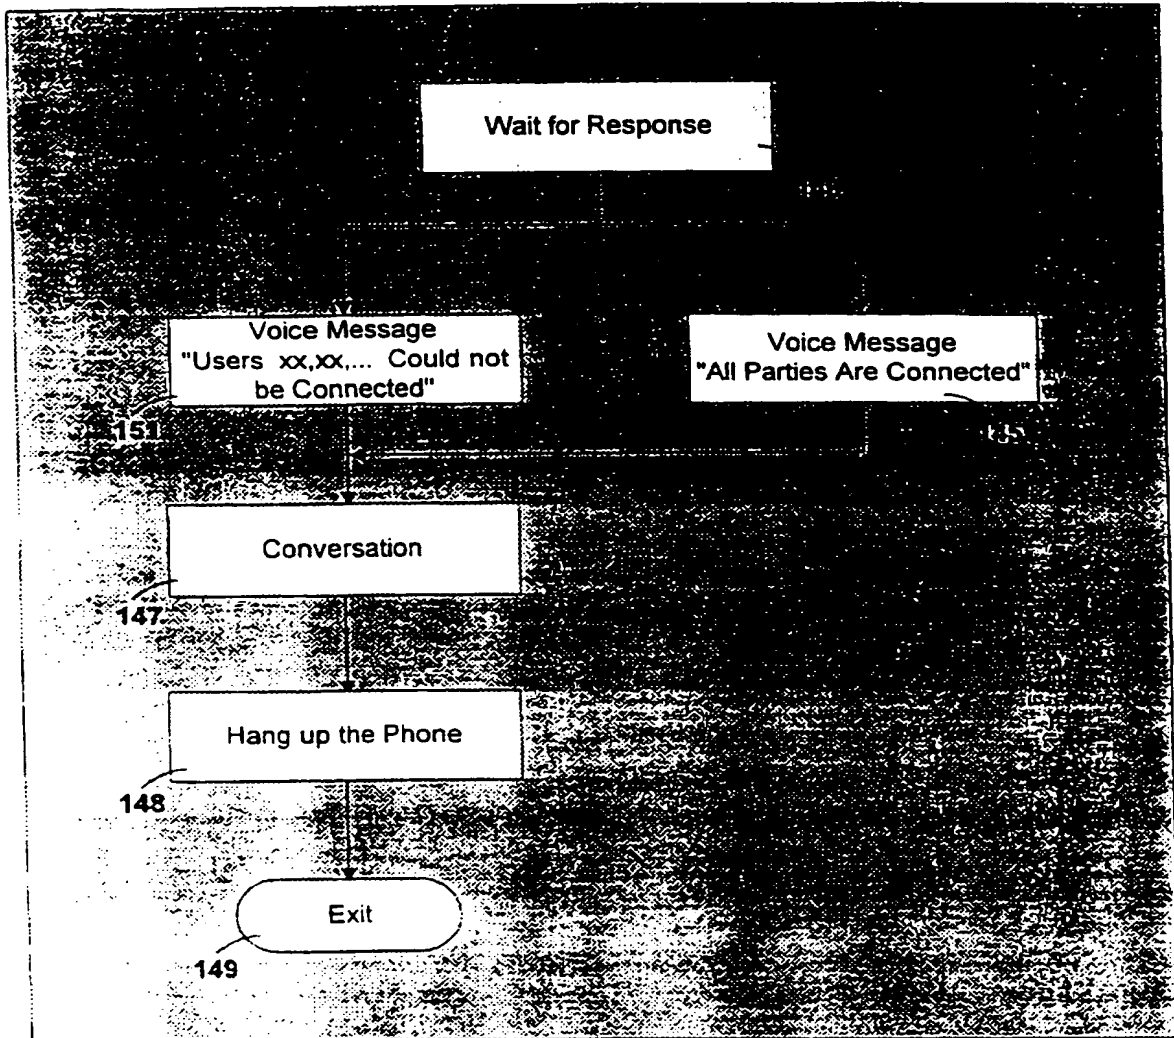 Wait for Response
Voice Message
"Users xx,xx,... Could not
be Connected"
151
Voice Message
"All Parties Are Connected"
Conversation
147
Hang up the Phone
148
Exit
149